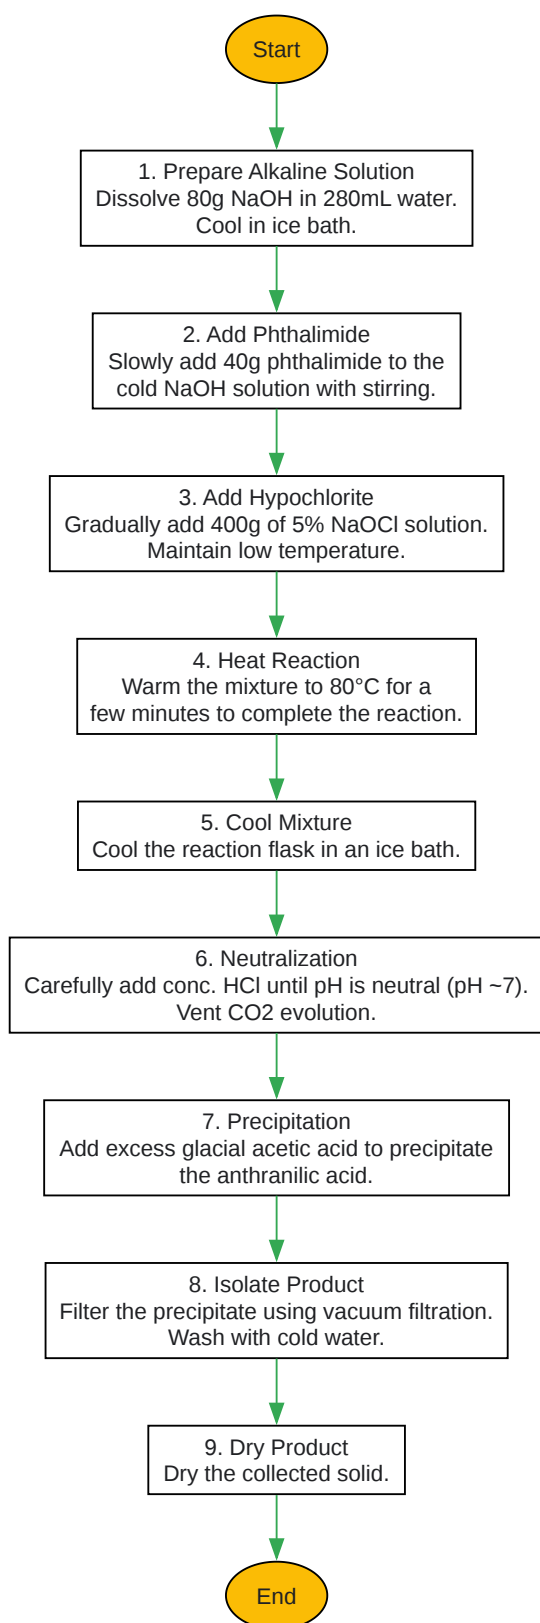 Start
1. Prepare Alkaline Solution
Dissolve 80g NaOH in 280mL water.
Cool in ice bath.
2. Add Phthalimide
Slowly add 40g phthalimide to the
cold NaOH solution with stirring.
3. Add Hypochlorite
Gradually add 400g of 5% NaOCl solution.
Maintain low temperature.
4. Heat Reaction
Warm the mixture to 80°C for a
few minutes to complete the reaction.
5. Cool Mixture
Cool the reaction flask in an ice bath.
6. Neutralization
Carefully add conc. HCl until pH is neutral (pH ~7).
Vent CO2 evolution.
7. Precipitation
Add excess glacial acetic acid to precipitate
the anthranilic acid.
8. Isolate Product
Filter the precipitate using vacuum filtration.
Wash with cold water.
9. Dry Product
Dry the collected solid.
End